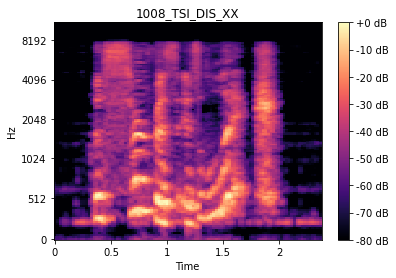 1008_TSI_DIS_XX
+0 dB
8192
-10 dB
4096
-20 dB
-30 dB
2048
Hz
-40 dB
1024
-50 dB
512
-60 dB
-70 dB
0
-80 dB
0 0.5 1 1.5 2
Time